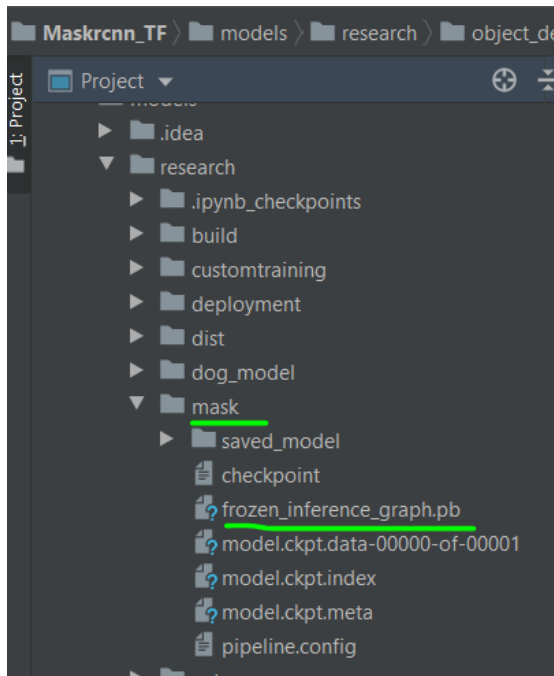 Maskrcnn_TF models research object_de
1: Project
Project
models
.idea
research
.ipynb_checkpoints
build
customtraining
deployment
dist
dog_model
mask
saved_model
checkpoint
frozen_inference_graph.pb
model.ckpt.data-00000-of-00001
model.ckpt.index
model.ckpt.meta
pipeline.config